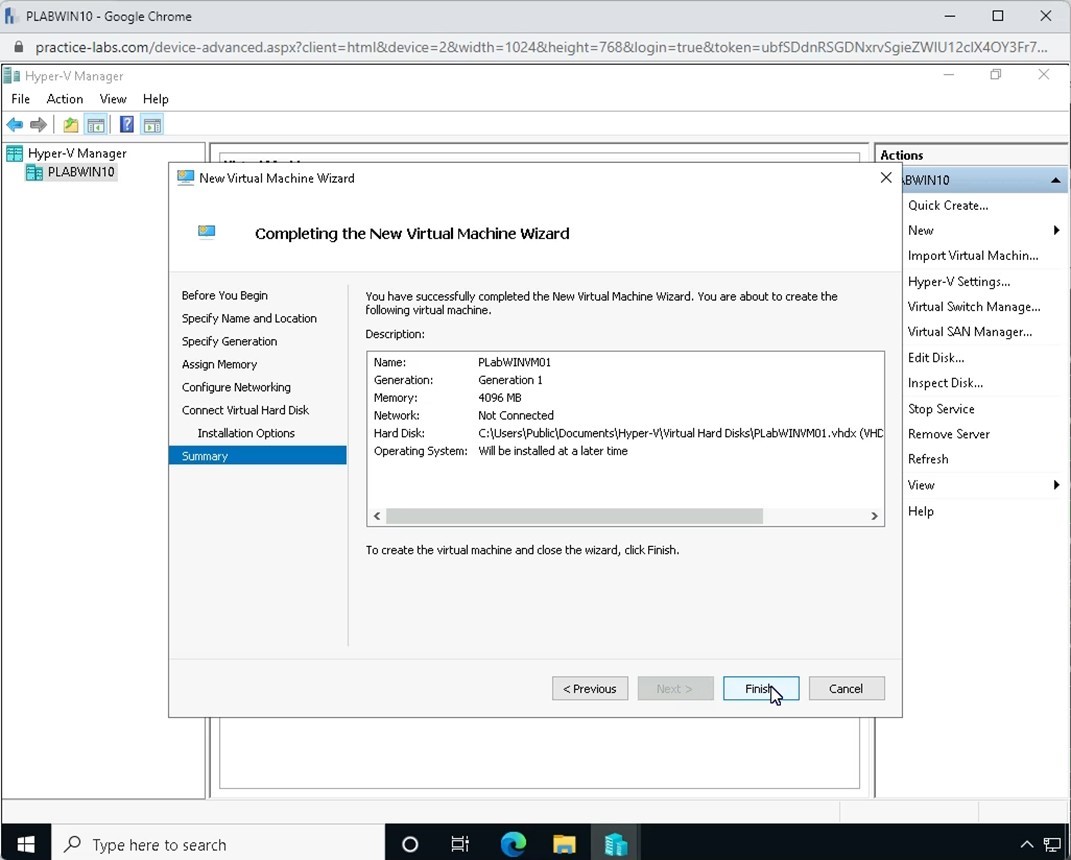 PLABWIN10 - Google Chrome
practice-labs.com/device-advanced.aspx?client=html&device=2&width=1024&height=768&login=true&token=ubfSDdnRSGDNxrvSgieZWIU12clX4OY3Fr7...
Hyper-V Manager
File Action View Help
Hyper-V Manager
PLABWIN10
New Virtual Machine Wizard
Completing the New Virtual Machine Wizard
Before You Begin
Specify Name and Location
Specify Generation
Assign Memory
Configure Networking
Connect Virtual Hard Disk
Installation Options
Summary
You have successfully completed the New Virtual Machine Wizard. You are about to create the
following virtual machine.
Description:
Name: PLabWINVM01
Generation: Generation 1
Memory: 4096 MB
Network: Not Connected
Hard Disk: C:\Users\Public\Documents\Hyper-V\Virtual Hard Disks\PLabWINVM01.vhdx (VHD
Operating System: Will be installed at a later time
To create the virtual machine and close the wizard, click Finish.
< Previous Next > Finish Cancel
Actions
ABWIN10
Quick Create...
New
Import Virtual Machin...
Hyper-V Settings...
Virtual Switch Manage...
Virtual SAN Manager...
Edit Disk...
Inspect Disk...
Stop Service
Remove Server
Refresh
View
Help
Type here to search